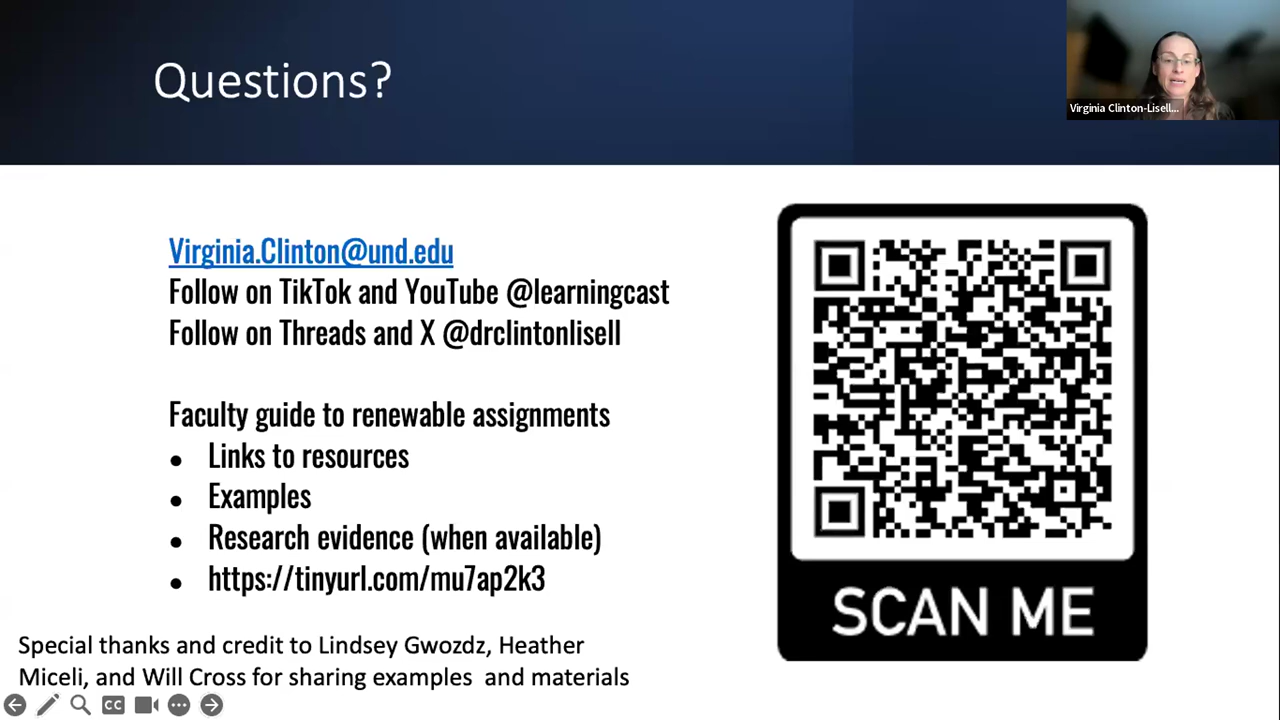 Questions?
Virginia Clinton-Lisell...
Virginia.Clinton@und.edu
Follow on TikTok and YouTube @learningcast
Follow on Threads and X @drclintonlisell
Faculty guide to renewable assignments
• Links to resources
• Examples
• Research evidence (when available)
• https://tinyurl.com/mu7ap2k3
SCAN ME
Special thanks and credit to Lindsey Gwozdz, Heather
Miceli, and Will Cross for sharing examples  and materials
CC